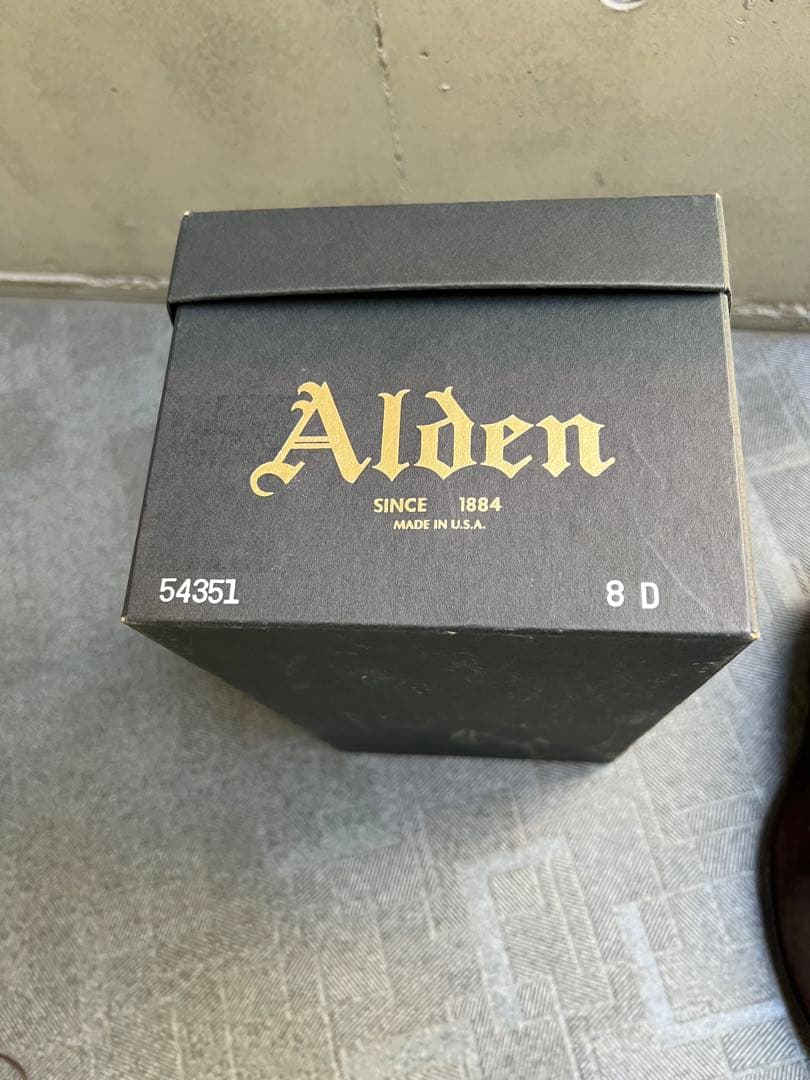 Alden
SINCE 1884
MADE IN U.S.A.
54351 8 D